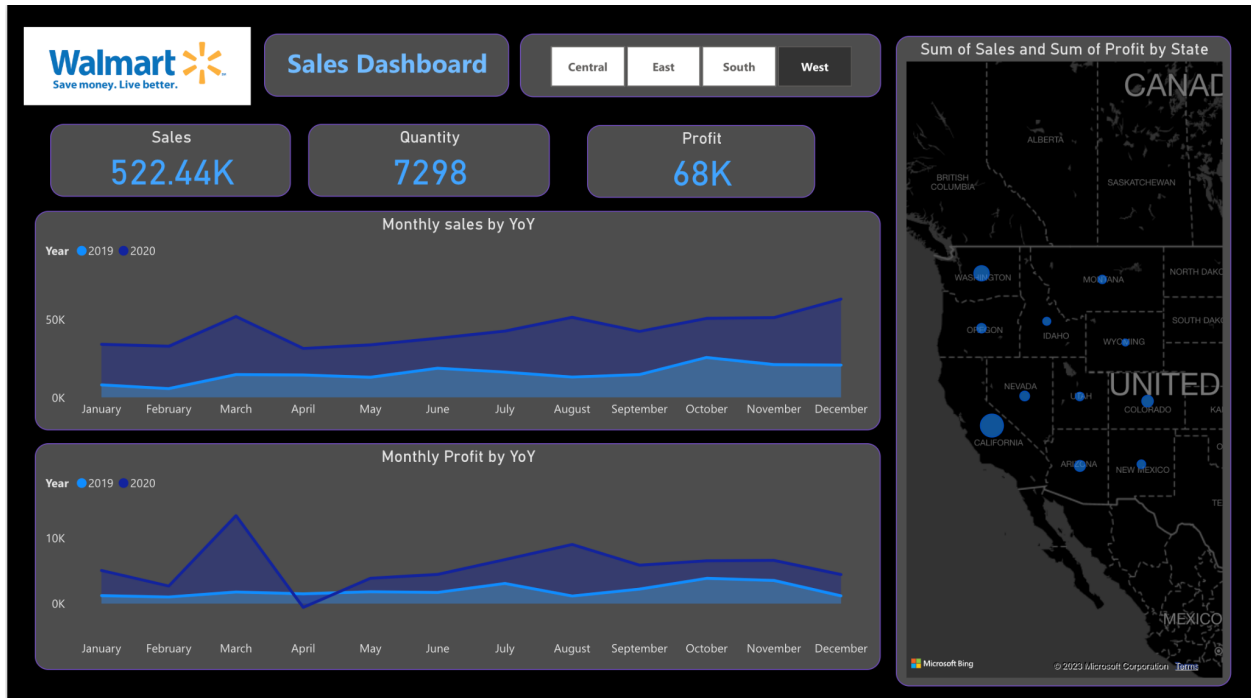 Walmart
Save money. Live better.
Sales Dashboard
Central East South West
Sales
522.44K
Quantity
7298
Profit
68K
Monthly sales by YoY
Year 2019 2020
50K
0K
January February March April May June July August September October November December
Monthly Profit by YoY
Year 2019 2020
10K
0K
January February March April May June July August September October November December
Sum of Sales and Sum of Profit by State
CANAD
ALBERTA
BRITISH
COLUMBIA
SASKATCHEWAN
WASHINGTON
MONTANA
NORTH DAKO
OREGON
IDAHO
SOUTH DAKO
WYOMING
NEVADA
UTAH
UNITED
COLORADO
KA
CALIFORNIA
ARIZONA
NEW MEXICO
O
TE
MEXICO
Microsoft Bing
© 2023 Microsoft Corporation Terms